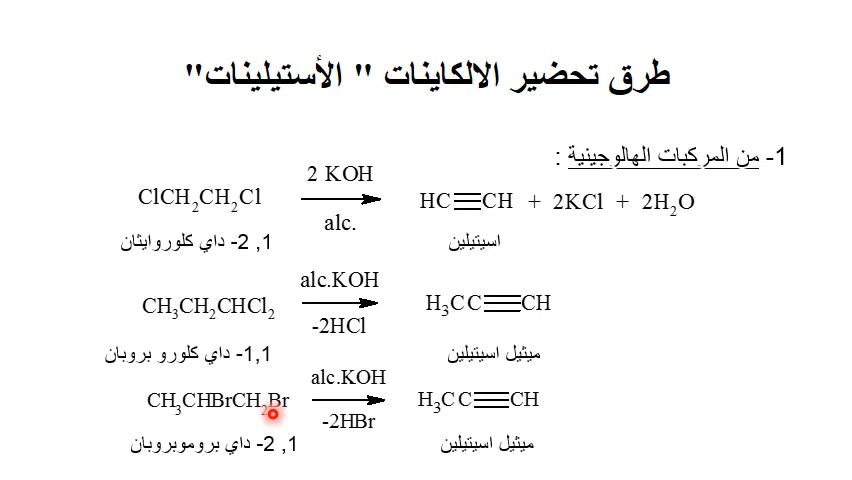 طرق تحضير الالكاينات " الأستيلينات"
1- من المركبات الهالوجينية :
ClCH2CH2Cl 2 KOH alc. HC≡CH + 2KCl + 2H2O
1, 2- داي كلوروايثان اسيتيلين
CH3CH2CHCl2 alc.KOH -2HCl H3CC≡CH
1,1- داي كلورو بروبان ميثيل اسيتيلين
CH3CHBrCH2Br alc.KOH -2HBr H3CC≡CH
1, 2- داي بروموبروبان ميثيل اسيتيلين